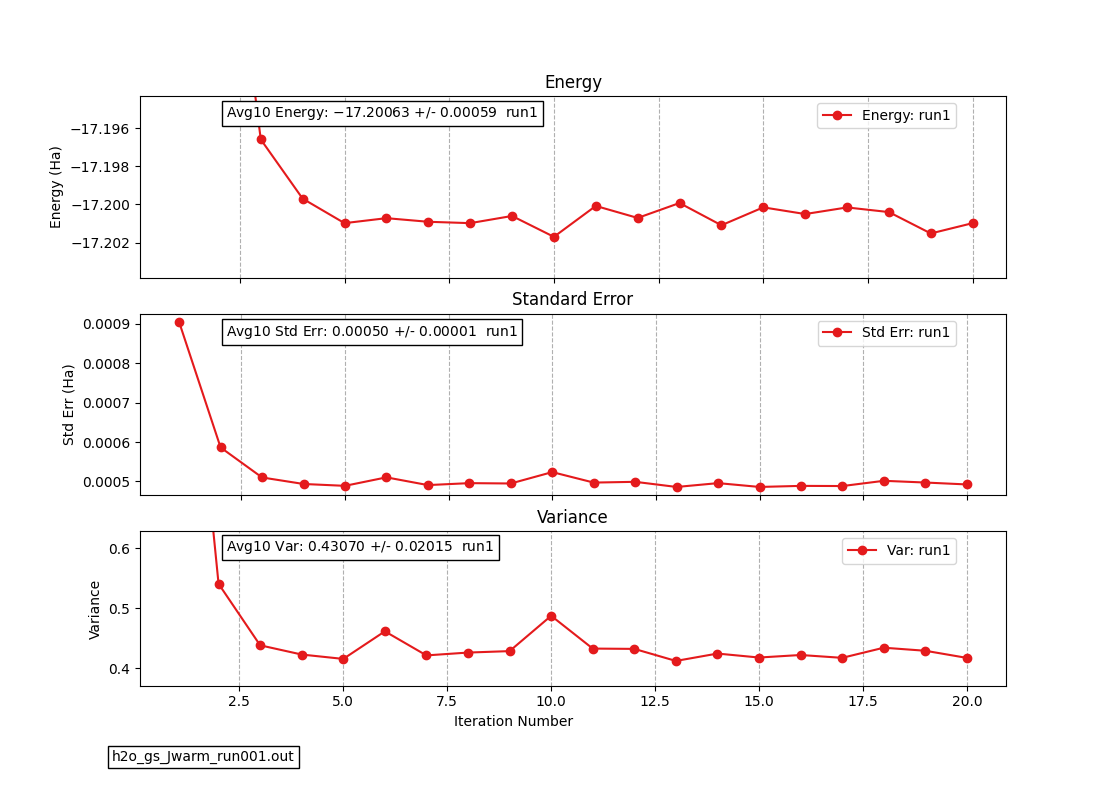 Energy
Avg10 Energy: −17.20063 +/- 0.00059 run1
Energy: run1
−17.196
−17.198
−17.200
−17.202
Energy (Ha)
Standard Error
Avg10 Std Err: 0.00050 +/- 0.00001 run1
Std Err: run1
0.0009
0.0008
0.0007
0.0006
0.0005
Std Err (Ha)
Variance
Avg10 Var: 0.43070 +/- 0.02015 run1
Var: run1
0.6
0.5
0.4
Variance
2.5 5.0 7.5 10.0 12.5 15.0 17.5 20.0
Iteration Number
h2o_gs_Jwarm_run001.out